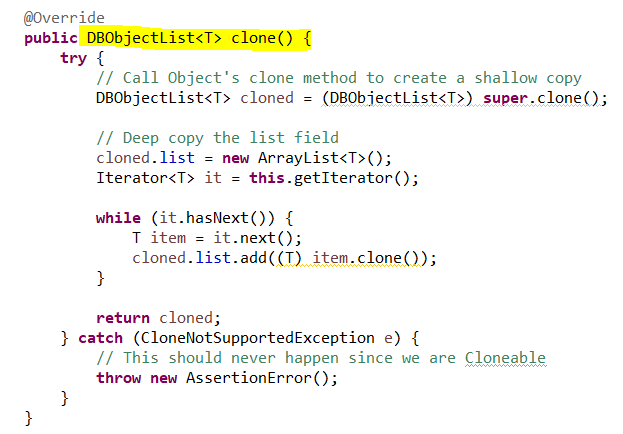 @Override
public DBObjectList<T> clone() {
    try {
        // Call Object's clone method to create a shallow copy
        DBObjectList<T> cloned = (DBObjectList<T>) super.clone();

        // Deep copy the list field
        cloned.list = new ArrayList<T>();
        Iterator<T> it = this.getIterator();

        while (it.hasNext()) {
            T item = it.next();
            cloned.list.add((T) item.clone());
        }

        return cloned;
    } catch (CloneNotSupportedException e) {
        // This should never happen since we are Cloneable
        throw new AssertionError();
    }
}